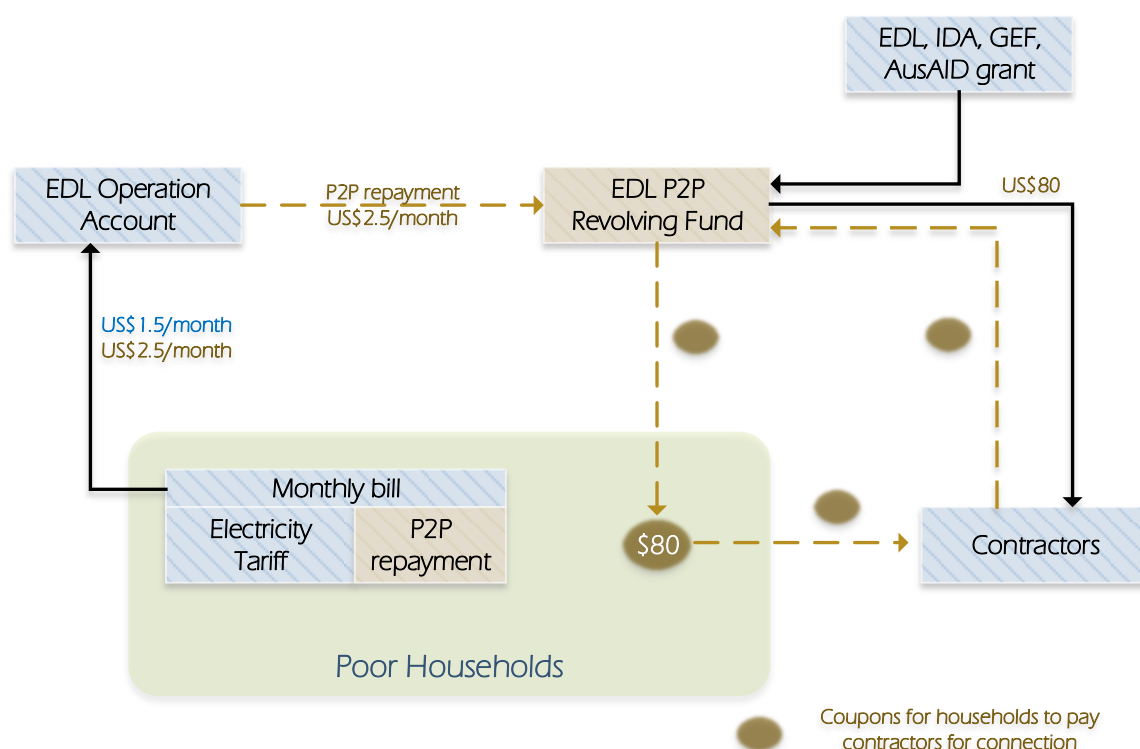 EDL, IDA, GEF,
AusAID grant
EDL Operation
Account
P2P repayment
US$2.5/month
EDL P2P
Revolving Fund
US$80
US$1.5/month
US$2.5/month
Monthly bill
Electricity
Tariff
P2P
repayment
$80
Contractors
Poor Households
Coupons for households to pay
contractors for connection